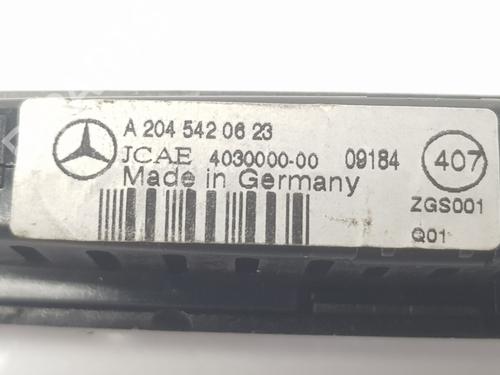 A 204 542 06 23
JCAE 4030000-00 09184 407
Made in Germany
ZGS001
Q01